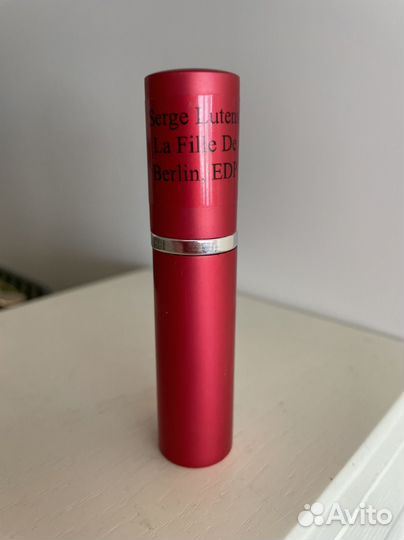 Serge Luten
La Fille De
Berlin, EDP
Avito